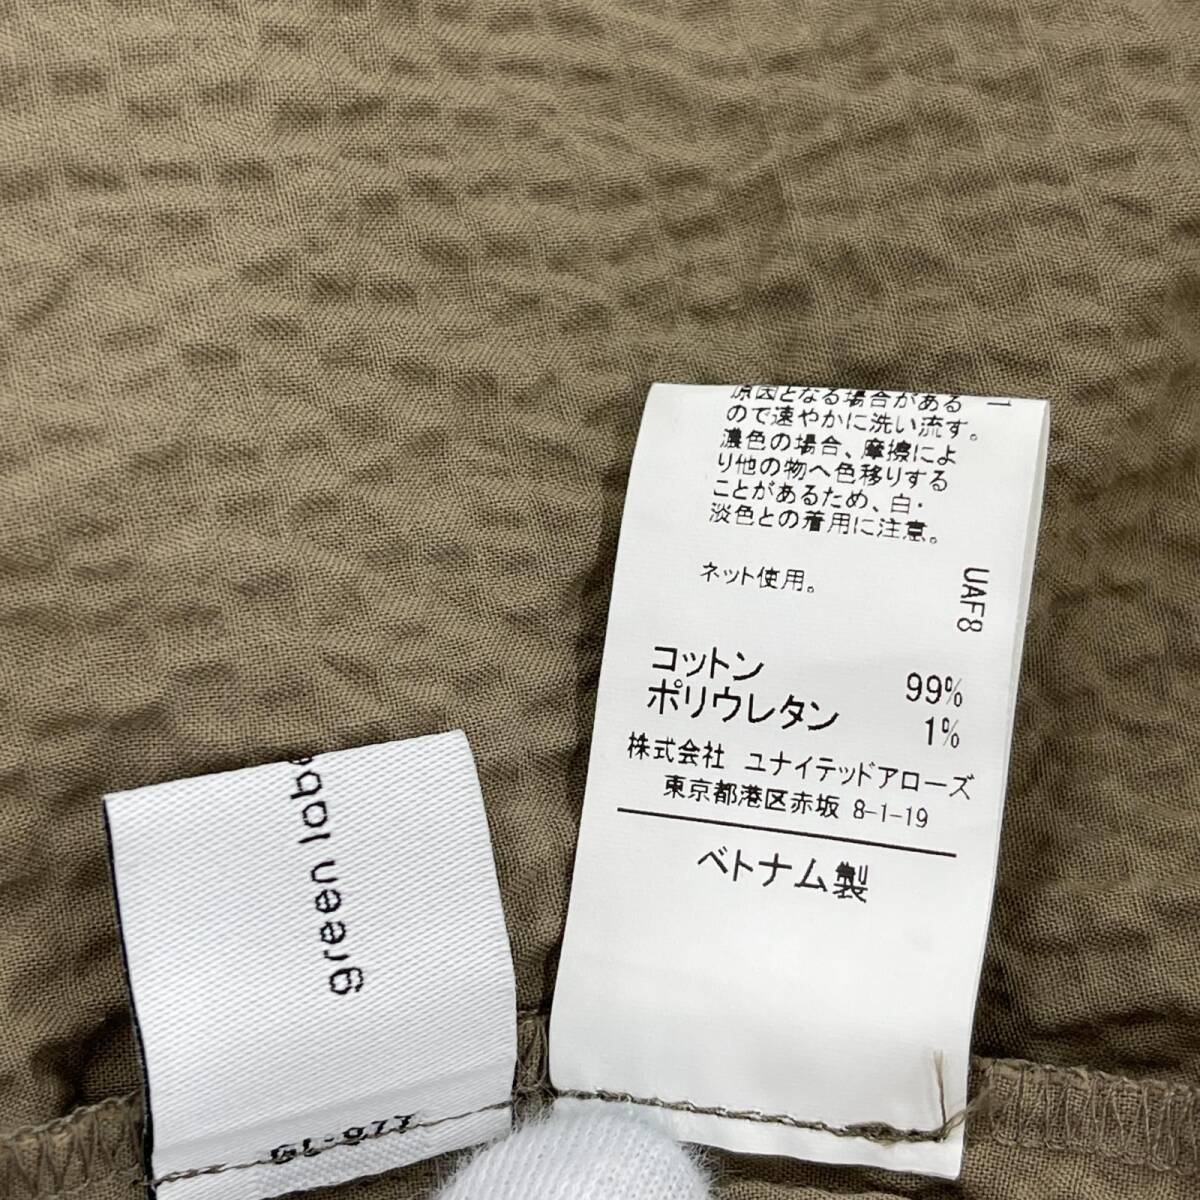 原因となる場合がある
ので速やかに洗い流す。
濃色の場合、摩擦によ
り他の物へ色移りする
ことがあるため、白・
淡色との着用に注意。
ネット使用。
UAF8
コットン 99%
ポリウレタン 1%
株式会社 ユナイテッドアローズ
東京都港区赤坂 8-1-19
ベトナム製
green labe